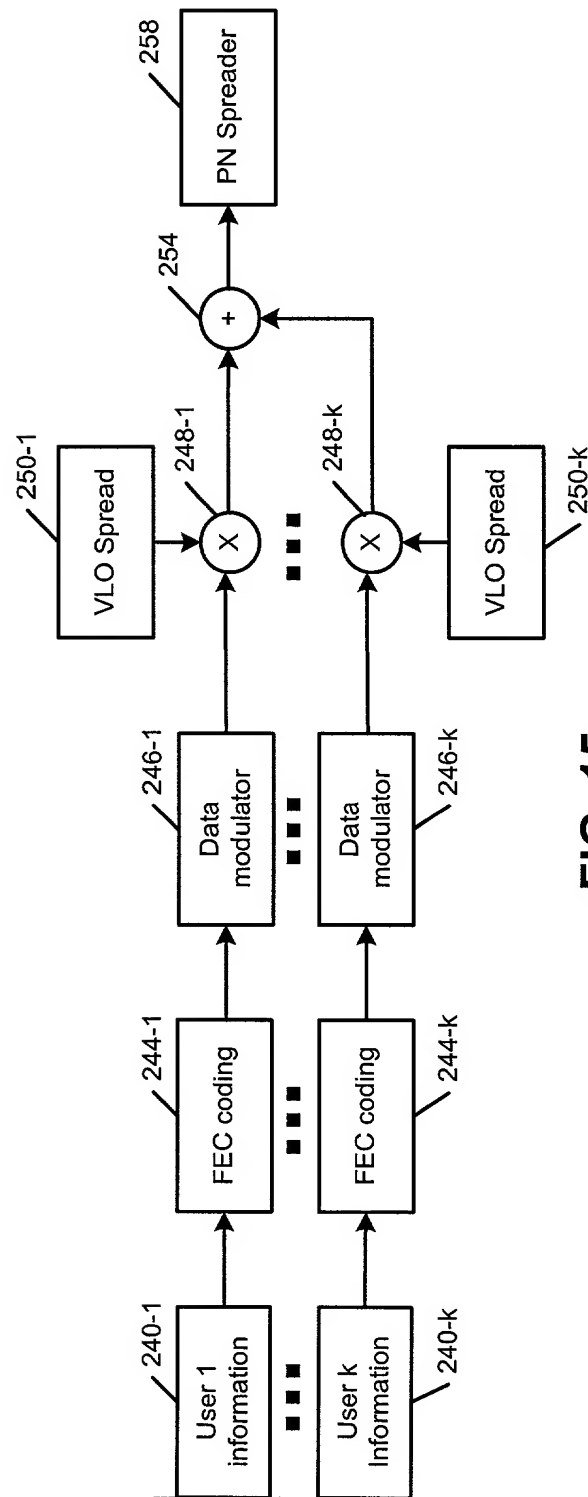 240-1
User 1
information
244-1
FEC coding
246-1
Data
modulator
250-1
VLO Spread
248-1
X
254
+
258
PN Spreader
User k
Information
240-k
FEC coding
244-k
Data
modulator
246-k
248-k
X
VLO Spread
250-k